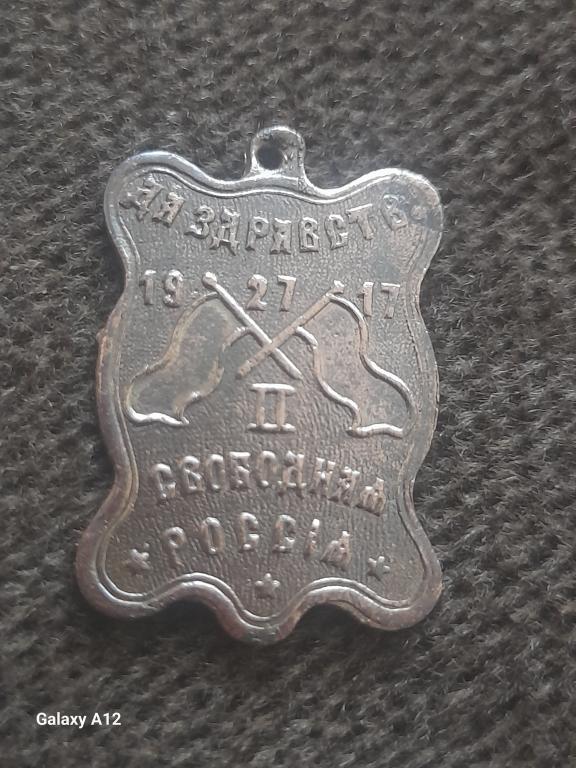 ДА ЗДРАВСТВ.
19 27 17
II
СВОБОДНАЯ
РОССІЯ
Galaxy A12